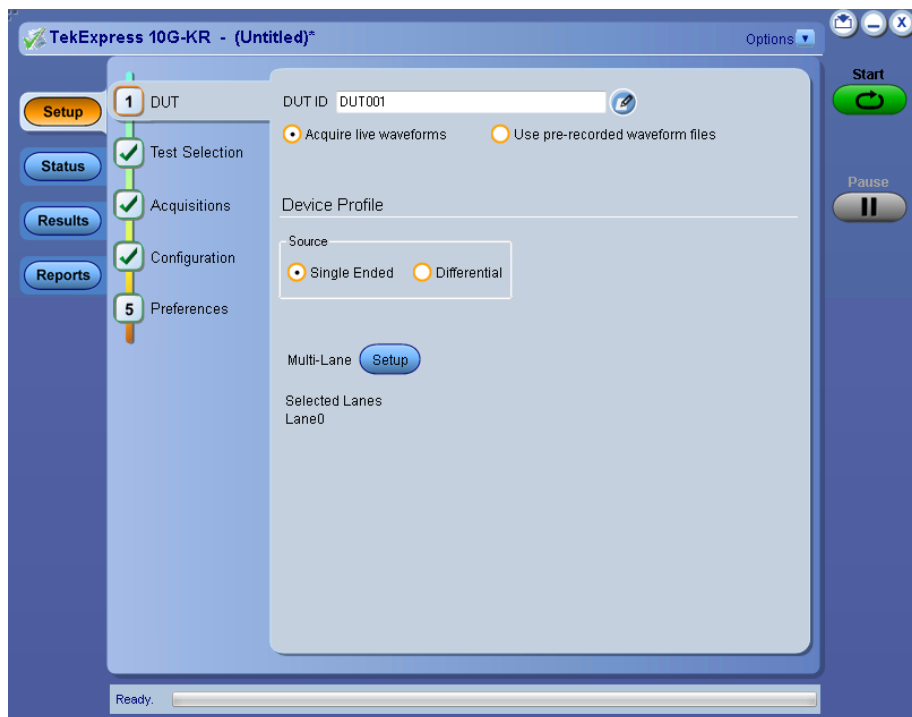 TekExpress 10G-KR - (Untitled)*
Options
X
Start
Setup
Status
Results
Reports
1 DUT
Test Selection
Acquisitions
Configuration
5 Preferences
DUT ID DUT001
Acquire live waveforms Use pre-recorded waveform files
Device Profile
Source
Single Ended Differential
Multi-Lane Setup
Selected Lanes
Lane0
Pause
Ready.